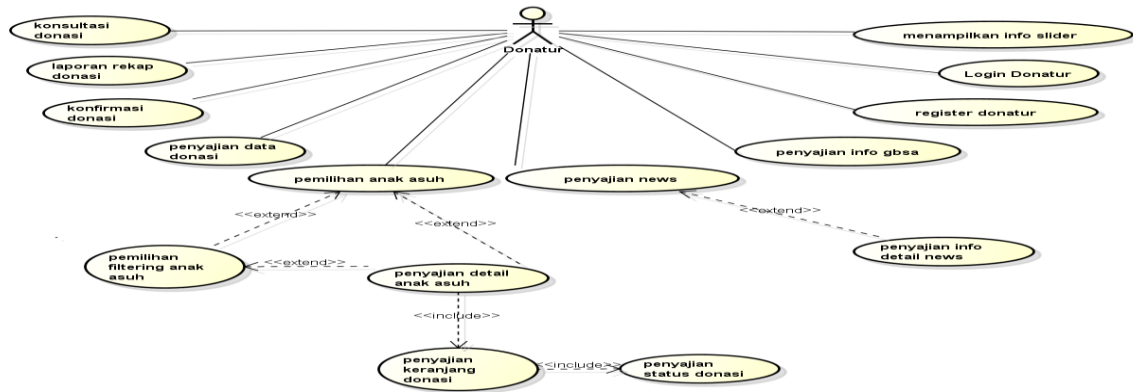 konsultasi
donasi
Donatur
menampilkan info slider
laporan rekap
donasi
Login Donatur
konfirmasi
donasi
register donatur
penyajian data
donasi
penyajian info gbsa
pemilihan anak asuh
penyajian news
<<extend>>
<<extend>>
<<extend>>
pemilihan
filtering anak
asuh
<<extend>>
penyajian detail
anak asuh
penyajian info
detail news
<<include>>
penyajian
keranjang
donasi
<<include>>
penyajian
status donasi